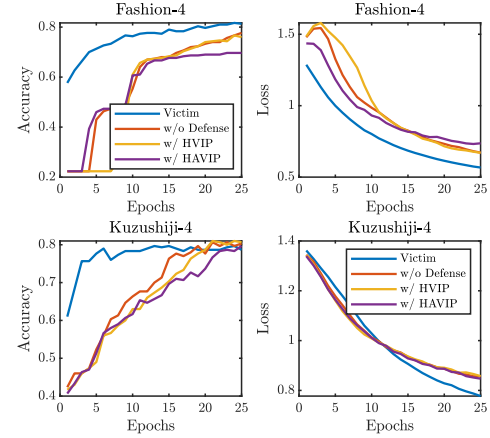 Fashion-4
Accuracy
0.8
0.6
0.4
0.2
0 5 10 15 20 25
Epochs
Victim
w/o Defense
w/ HVIP
w/ HAVIP
Fashion-4
Loss
1.5
1
0.5
0 5 10 15 20 25
Epochs
Kuzushiji-4
Accuracy
0.8
0.7
0.6
0.5
0.4
0 5 10 15 20 25
Epochs
Kuzushiji-4
Loss
1.4
1.2
1
0.8
0 5 10 15 20 25
Epochs
Victim
w/o Defense
w/ HVIP
w/ HAVIP